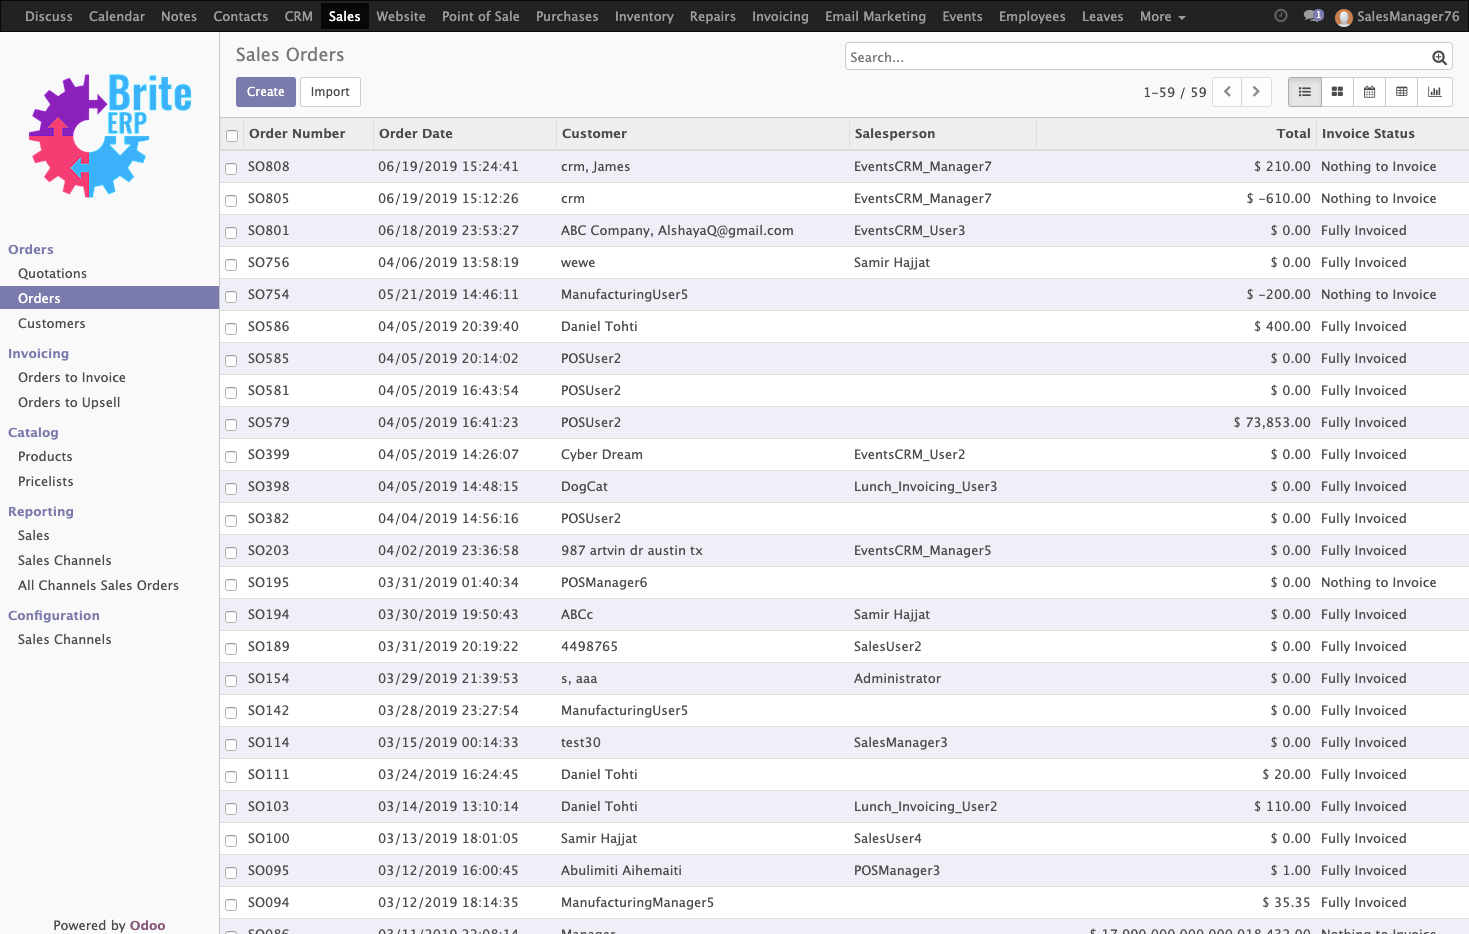 Discuss Calendar Notes Contacts CRM Sales Website Point of Sale Purchases Inventory Repairs Invoicing Email Marketing Events Employees Leaves More 1 SalesManager76
Brite
ERP
Orders
Quotations
Orders
Customers
Invoicing
Orders to Invoice
Orders to Upsell
Catalog
Products
Pricelists
Reporting
Sales
Sales Channels
All Channels Sales Orders
Configuration
Sales Channels
Powered by Odoo
Sales Orders
Search...
Create Import 1-59 / 59
Order Number Order Date Customer Salesperson Total Invoice Status
SO808 06/19/2019 15:24:41 crm, James EventsCRM_Manager7 $ 210.00 Nothing to Invoice
SO805 06/19/2019 15:12:26 crm EventsCRM_Manager7 $ -610.00 Nothing to Invoice
SO801 06/18/2019 23:53:27 ABC Company, AlshayaQ@gmail.com EventsCRM_User3 $ 0.00 Fully Invoiced
SO756 04/06/2019 13:58:19 wewe Samir Hajjat $ 0.00 Fully Invoiced
SO754 05/21/2019 14:46:11 ManufacturingUser5 $ -200.00 Nothing to Invoice
SO586 04/05/2019 20:39:40 Daniel Tohti $ 400.00 Fully Invoiced
SO585 04/05/2019 20:14:02 POSUser2 $ 0.00 Fully Invoiced
SO581 04/05/2019 16:43:54 POSUser2 $ 0.00 Fully Invoiced
SO579 04/05/2019 16:41:23 POSUser2 $ 73,853.00 Fully Invoiced
SO399 04/05/2019 14:26:07 Cyber Dream EventsCRM_User2 $ 0.00 Fully Invoiced
SO398 04/05/2019 14:48:15 DogCat Lunch_Invoicing_User3 $ 0.00 Fully Invoiced
SO382 04/04/2019 14:56:16 POSUser2 $ 0.00 Fully Invoiced
SO203 04/02/2019 23:36:58 987 artvin dr austin tx EventsCRM_Manager5 $ 0.00 Fully Invoiced
SO195 03/31/2019 01:40:34 POSManager6 $ 0.00 Nothing to Invoice
SO194 03/30/2019 19:50:43 ABCc Samir Hajjat $ 0.00 Fully Invoiced
SO189 03/31/2019 20:19:22 4498765 SalesUser2 $ 0.00 Fully Invoiced
SO154 03/29/2019 21:39:53 s, aaa Administrator $ 0.00 Fully Invoiced
SO142 03/28/2019 23:27:54 ManufacturingUser5 $ 0.00 Fully Invoiced
SO114 03/15/2019 00:14:33 test30 SalesManager3 $ 0.00 Fully Invoiced
SO111 03/24/2019 16:24:45 Daniel Tohti $ 20.00 Fully Invoiced
SO103 03/14/2019 13:10:14 Daniel Tohti Lunch_Invoicing_User2 $ 110.00 Fully Invoiced
SO100 03/13/2019 18:01:05 Samir Hajjat SalesUser4 $ 0.00 Fully Invoiced
SO095 03/12/2019 16:00:45 Abulimiti Aihemaiti POSManager3 $ 1.00 Fully Invoiced
SO094 03/12/2019 18:14:35 ManufacturingManager5 $ 35.35 Fully Invoiced
Manager Nothing to Invoice